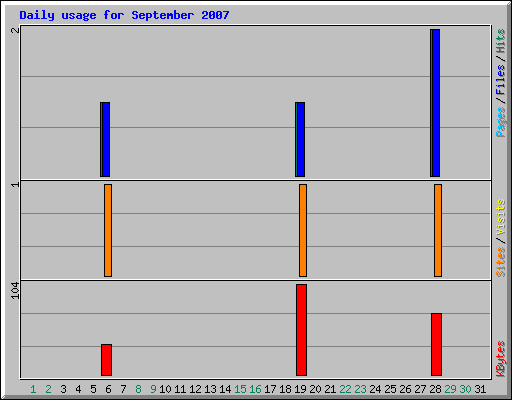 Daily usage for September 2007
2
Pages / Files / Hits
1
Sites / Visits
104
KBytes
1 2 3 4 5 6 7 8 9 10 11 12 13 14 15 16 17 18 19 20 21 22 23 24 25 26 27 28 29 30 31